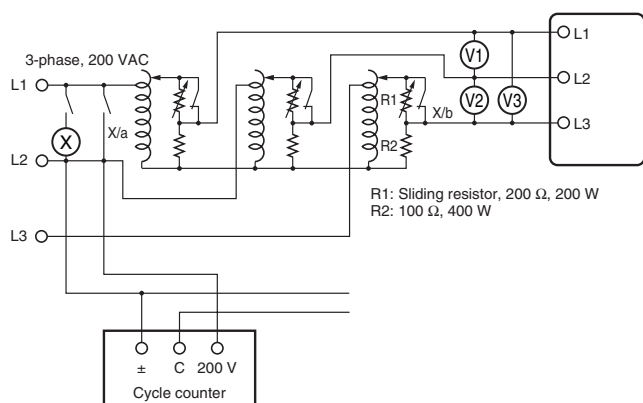 3-phase, 200 VAC
L1
L2
L3
X
X/a
R1
R2
X/b
V1
V2
V3
L1
L2
L3
R1: Sliding resistor, 200 Ω, 200 W
R2: 100 Ω, 400 W
± C 200 V
Cycle counter